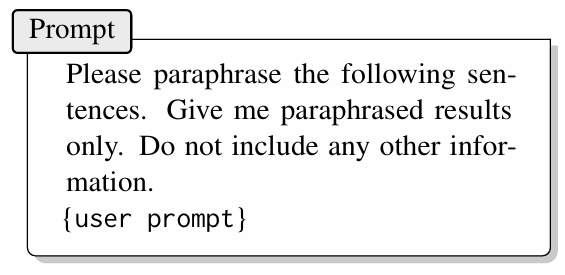 Prompt
Please paraphrase the following sen-
tences. Give me paraphrased results
only. Do not include any other infor-
mation.
{user prompt}